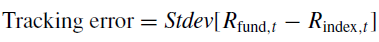 Tracking error = Stdev[R_fund,t − R_index,t]